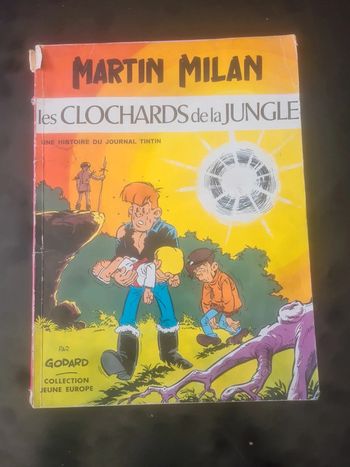 MARTIN MILAN
les CLOCHARDS de la JUNGLE
UNE HISTOIRE DU JOURNAL TINTIN
PAR
GODARD
COLLECTION
JEUNE EUROPE